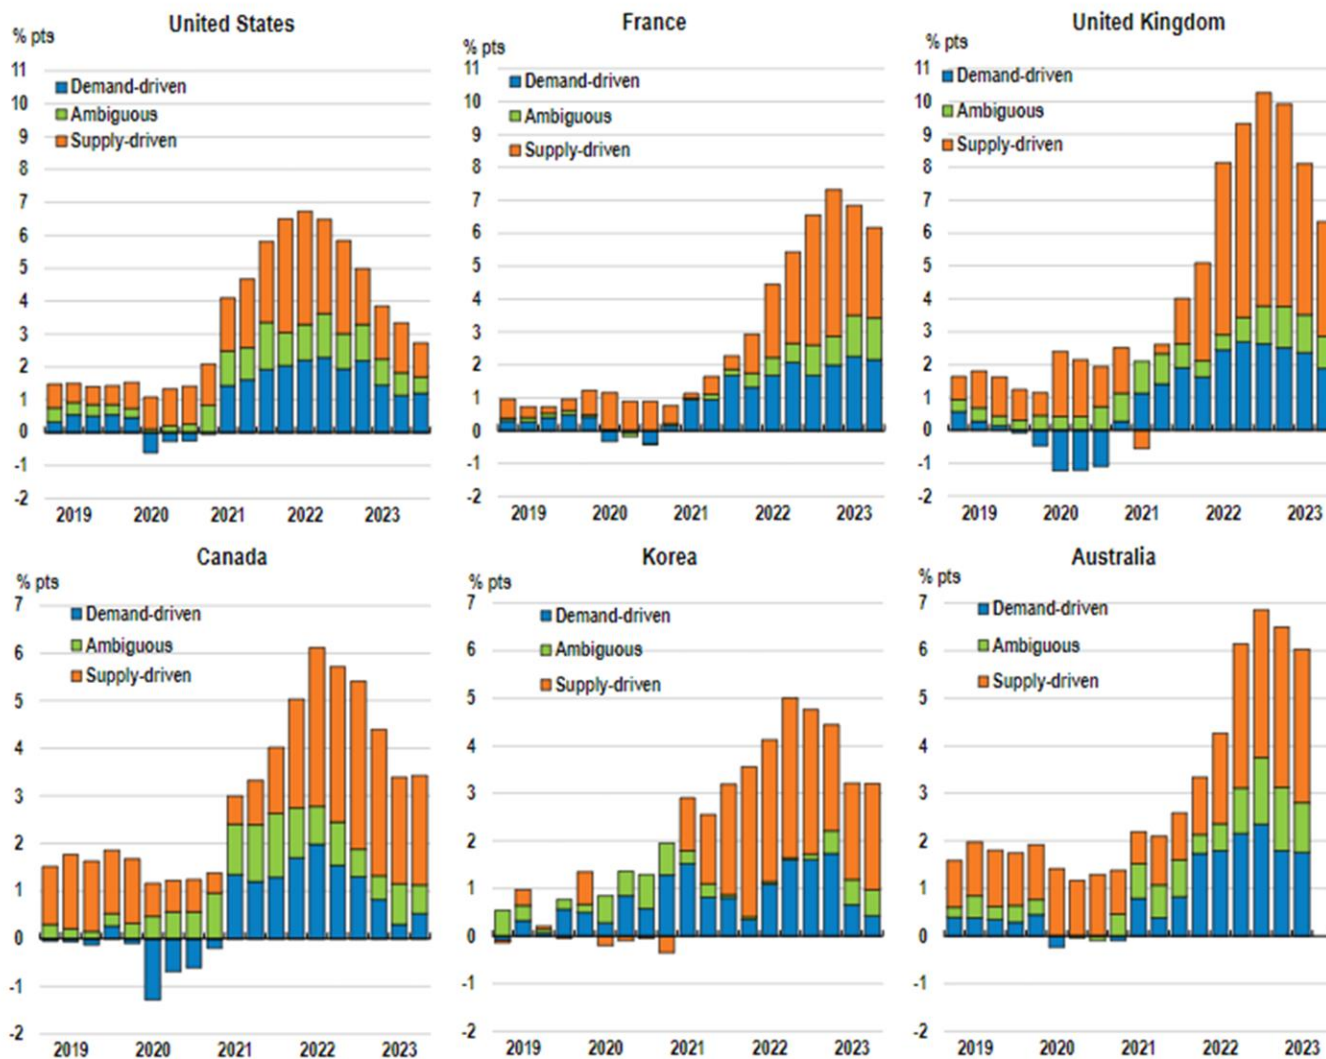 United States
% pts
11
10
9
8
7
6
5
4
3
2
1
0
-1
-2
Demand-driven
Ambiguous
Supply-driven
2019 2020 2021 2022 2023
France
% pts
11
10
9
8
7
6
5
4
3
2
1
0
-1
-2
Demand-driven
Ambiguous
Supply-driven
2019 2020 2021 2022 2023
United Kingdom
% pts
11
10
9
8
7
6
5
4
3
2
1
0
-1
-2
Demand-driven
Ambiguous
Supply-driven
2019 2020 2021 2022 2023
Canada
% pts
7
6
5
4
3
2
1
0
-1
-2
Demand-driven
Ambiguous
Supply-driven
2019 2020 2021 2022 2023
Korea
% pts
7
6
5
4
3
2
1
0
-1
-2
Demand-driven
Ambiguous
Supply-driven
2019 2020 2021 2022 2023
Australia
% pts
7
6
5
4
3
2
1
0
-1
-2
Demand-driven
Ambiguous
Supply-driven
2019 2020 2021 2022 2023